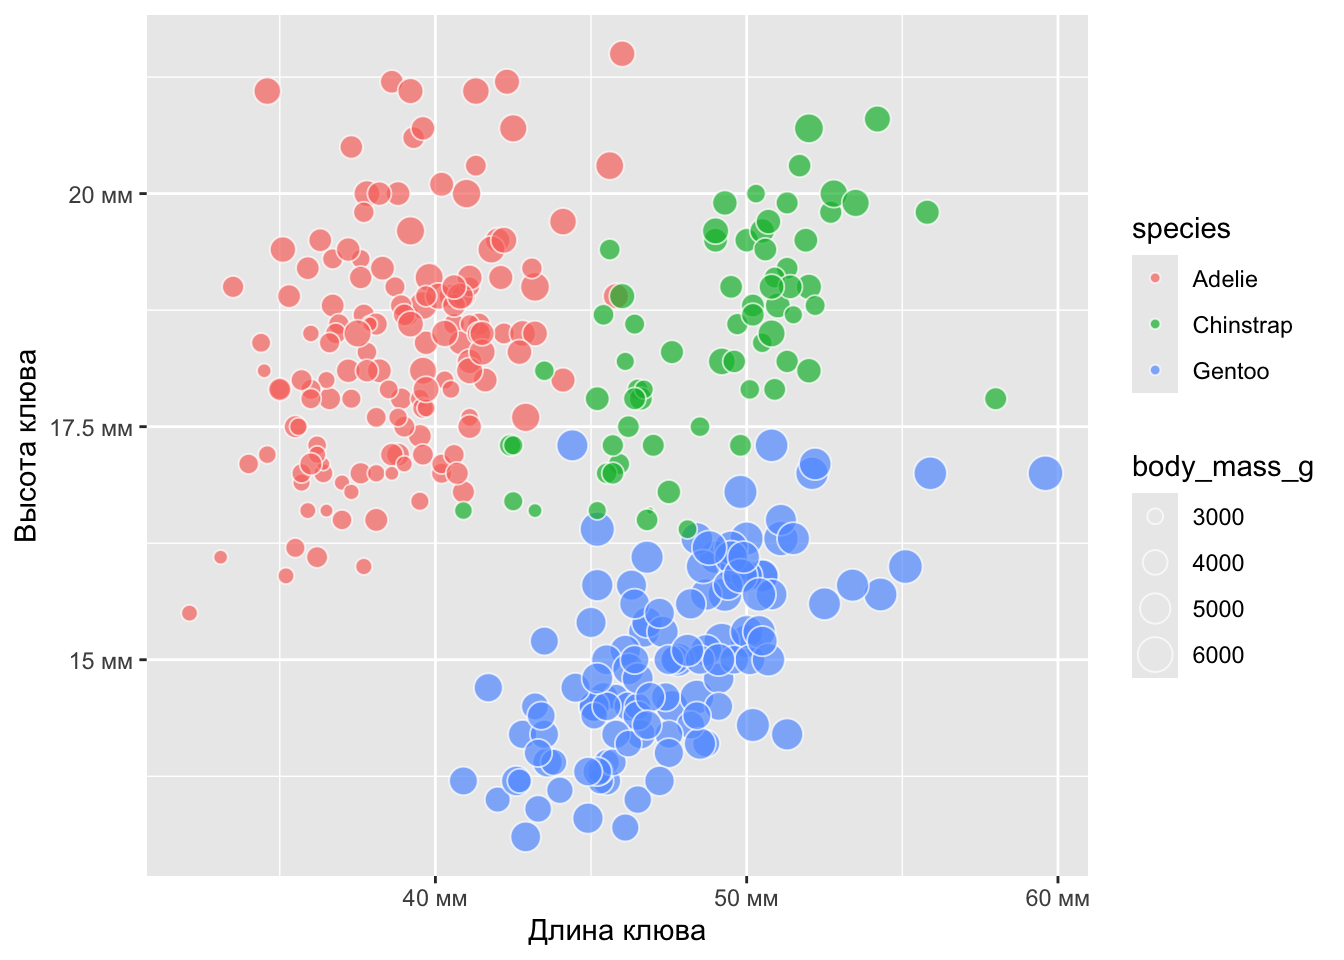 Высота клюва
20 мм
17.5 мм
15 мм
40 мм
50 мм
60 мм
Длина клюва
species
Adelie
Chinstrap
Gentoo
body_mass_g
3000
4000
5000
6000